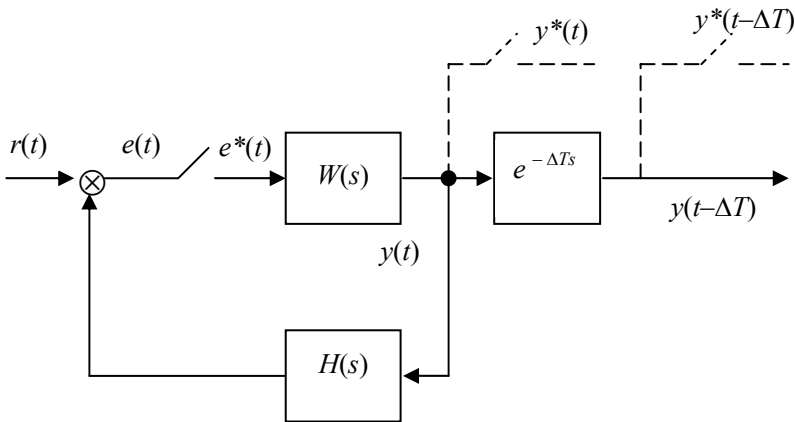 y*(t)
y*(t–ΔT)
r(t)
e(t)
e*(t)
W(s)
e – ΔTs
y(t–ΔT)
y(t)
H(s)